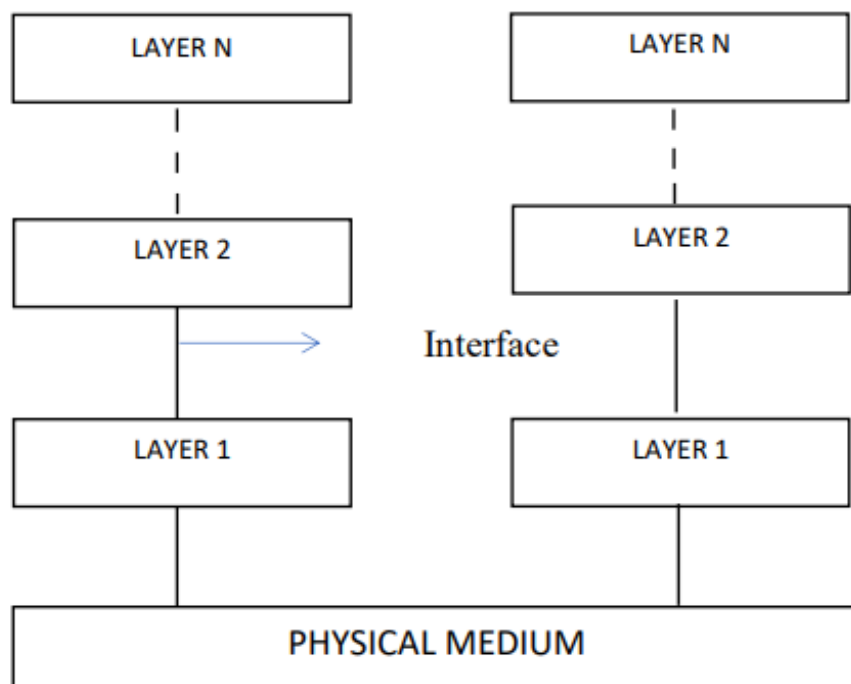 LAYER N
LAYER N
LAYER 2
LAYER 2
Interface
LAYER 1
LAYER 1
PHYSICAL MEDIUM